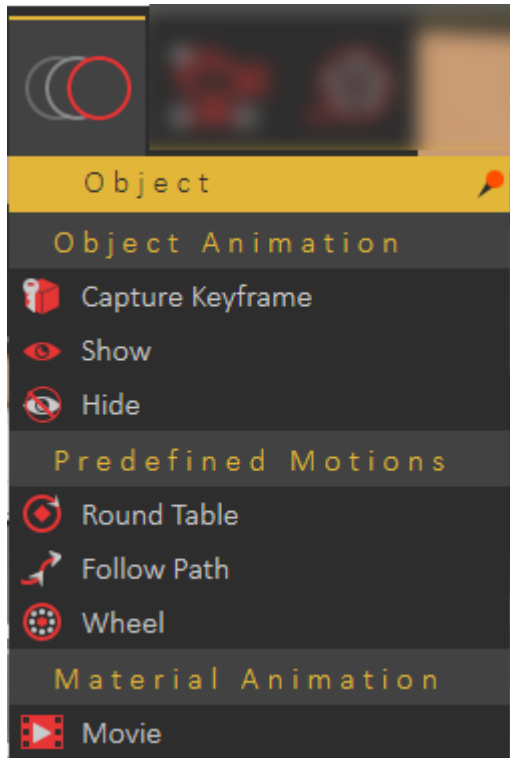 Object
Object Animation
Capture Keyframe
Show
Hide
Predefined Motions
Round Table
Follow Path
Wheel
Material Animation
Movie